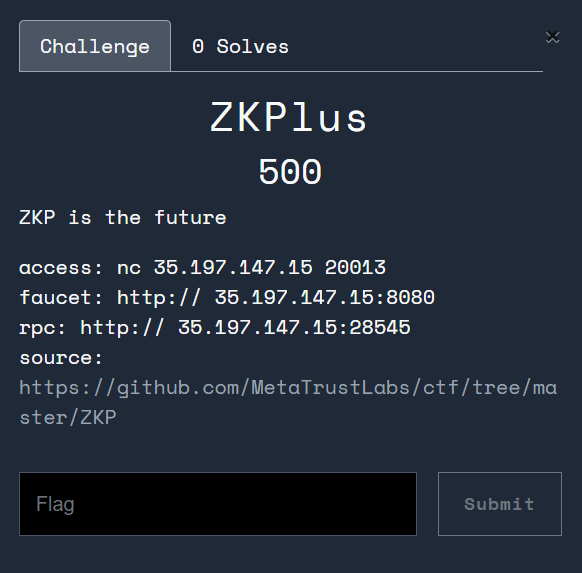 Challenge 0 Solves ×
ZKPlus
500
ZKP is the future
access: nc 35.197.147.15 20013
faucet: http:// 35.197.147.15:8080
rpc: http:// 35.197.147.15:28545
source:
https://github.com/MetaTrustLabs/ctf/tree/ma
ster/ZKP
Flag Submit